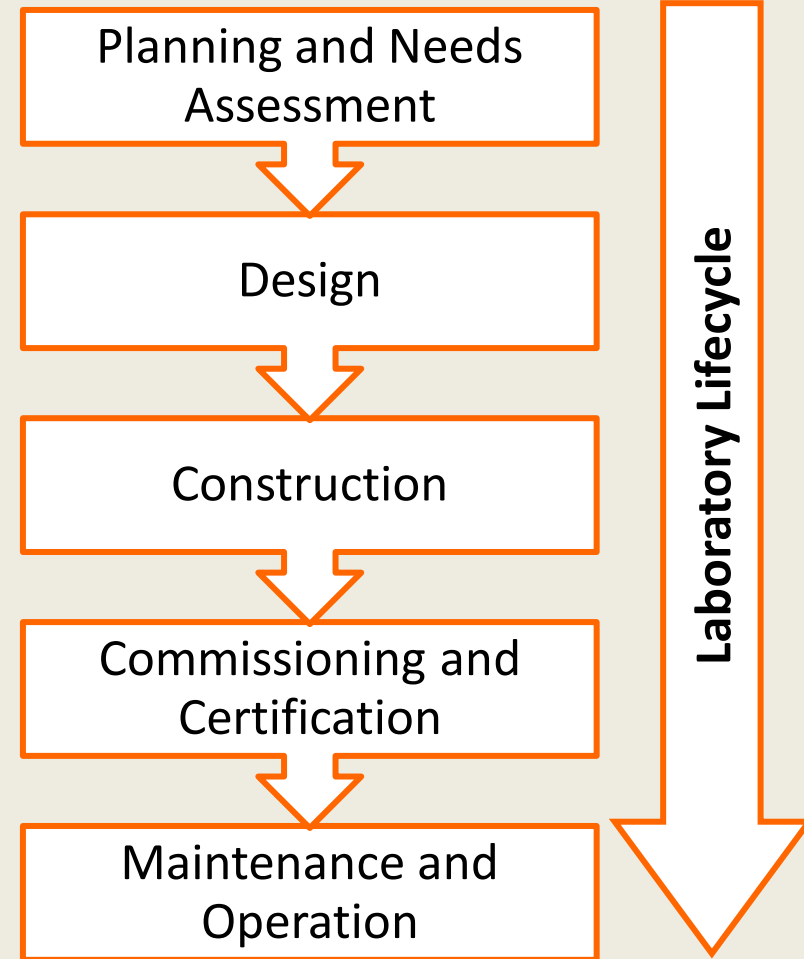 Planning and Needs
Assessment
Design
Construction
Commissioning and
Certification
Maintenance and
Operation
Laboratory Lifecycle